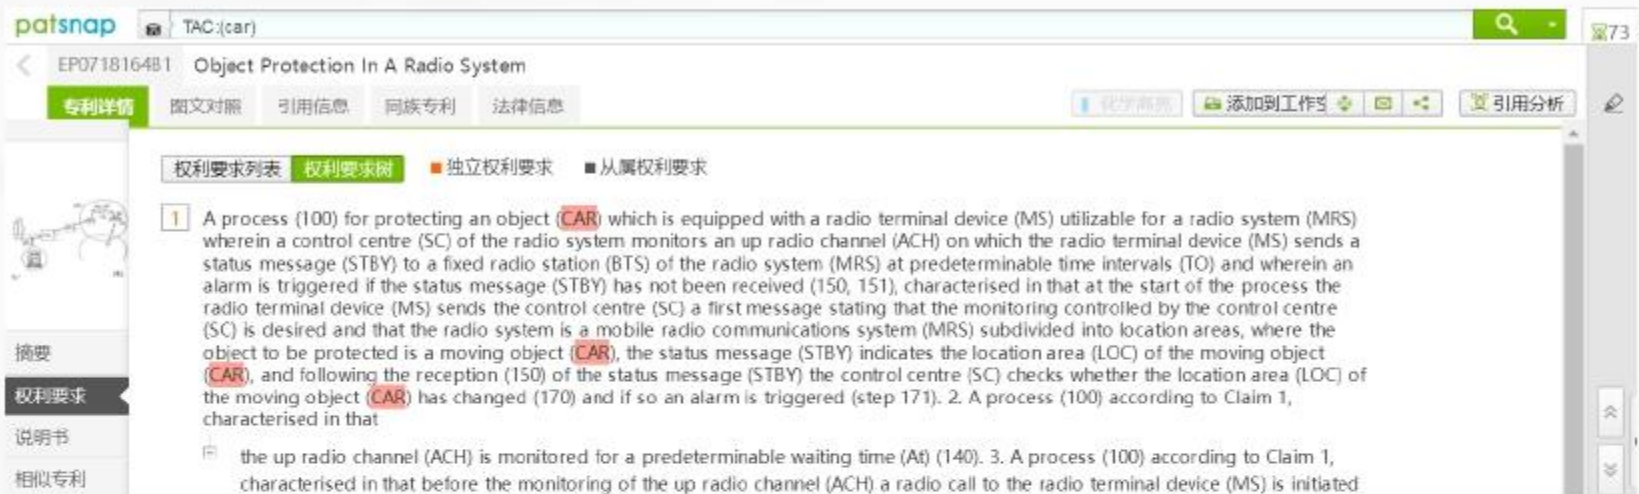 patsnap TAC:(car)
73
EP0718164B1 Object Protection In A Radio System
专利详情 图文对照 引用信息 同族专利 法律信息 化学高亮 添加到工作空 引用分析
权利要求列表 权利要求树 独立权利要求 从属权利要求
1 A process (100) for protecting an object (CAR) which is equipped with a radio terminal device (MS) utilizable for a radio system (MRS)
wherein a control centre (SC) of the radio system monitors an up radio channel (ACH) on which the radio terminal device (MS) sends a
status message (STBY) to a fixed radio station (BTS) of the radio system (MRS) at predeterminable time intervals (TO) and wherein an
alarm is triggered if the status message (STBY) has not been received (150, 151), characterised in that at the start of the process the
radio terminal device (MS) sends the control centre (SC) a first message stating that the monitoring controlled by the control centre
(SC) is desired and that the radio system is a mobile radio communications system (MRS) subdivided into location areas, where the
object to be protected is a moving object (CAR), the status message (STBY) indicates the location area (LOC) of the moving object
(CAR), and following the reception (150) of the status message (STBY) the control centre (SC) checks whether the location area (LOC) of
the moving object (CAR) has changed (170) and if so an alarm is triggered (step 171). 2. A process (100) according to Claim 1,
characterised in that
the up radio channel (ACH) is monitored for a predeterminable waiting time (At) (140). 3. A process (100) according to Claim 1,
characterised in that before the monitoring of the up radio channel (ACH) a radio call to the radio terminal device (MS) is initiated
摘要
权利要求
说明书
相似专利